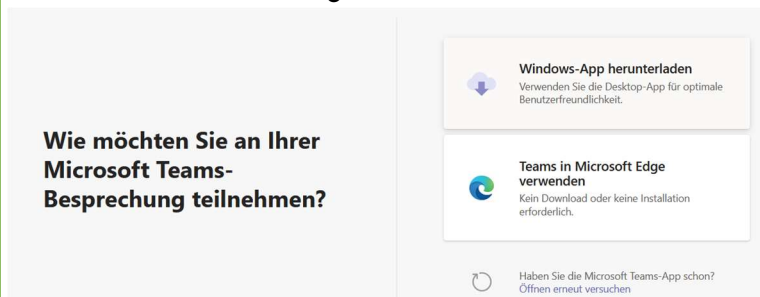 Wie möchten Sie an Ihrer
Microsoft Teams-
Besprechung teilnehmen?
Windows-App herunterladen
Verwenden Sie die Desktop-App für optimale
Benutzerfreundlichkeit.
Teams in Microsoft Edge
verwenden
Kein Download oder keine Installation
erforderlich.
Haben Sie die Microsoft Teams-App schon?
Öffnen erneut versuchen